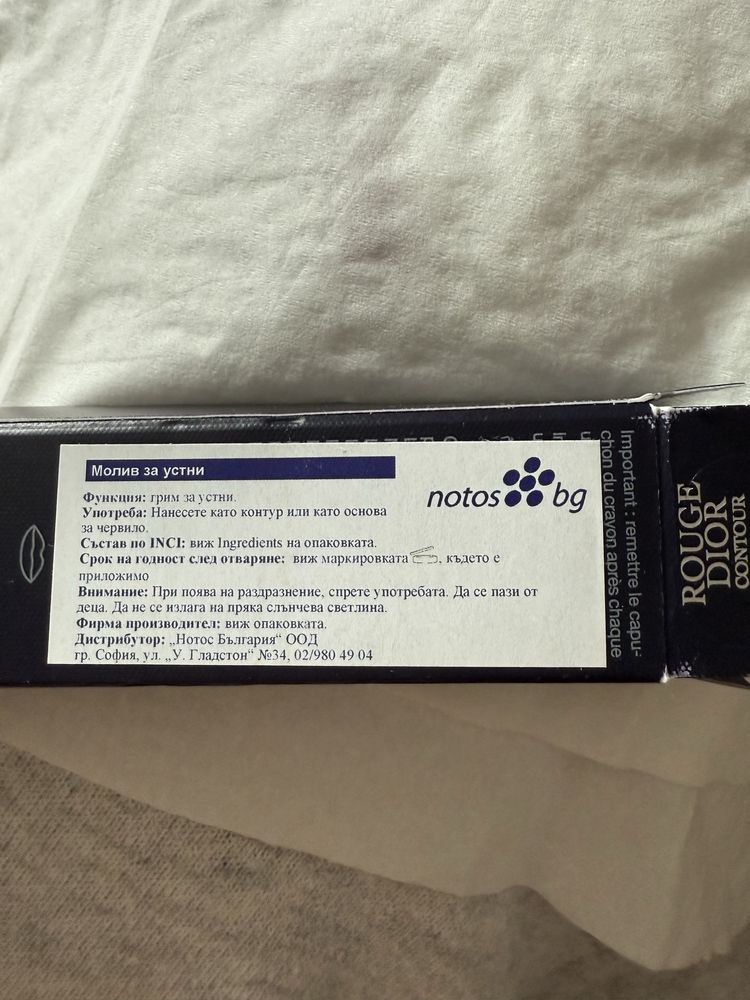 Молив за устни
notos bg
Функция: грим за устни.
Употреба: Нанесете като контур или като основа
за червило.
Състав по INCI: виж Ingredients на опаковката.
Срок на годност след отваряне: виж маркировката , където е
приложимо
Внимание: При поява на раздразнение, спрете употребата. Да се пази от
деца. Да не се излага на пряка слънчева светлина.
Фирма производител: виж опаковката.
Дистрибутор: „Нотос България“ ООД
гр. София, ул. „У. Гладстон“ №34, 02/980 49 04
Important : remettre le capu-
chon du crayon après chaque
ROUGE
DIOR
CONTOUR